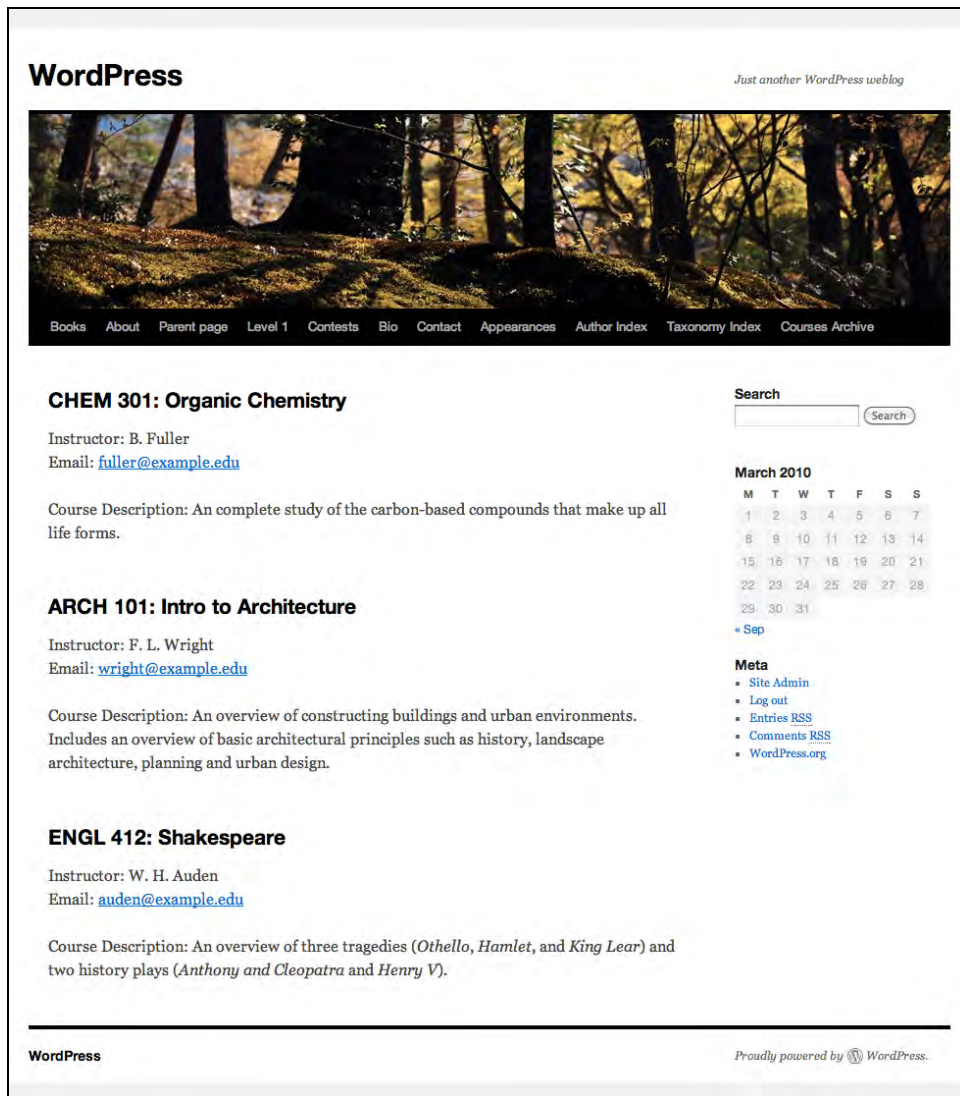 WordPress
Just another WordPress weblog
Books About Parent page Level 1 Contests Bio Contact Appearances Author Index Taxonomy Index Courses Archive
CHEM 301: Organic Chemistry
Instructor: B. Fuller
Email: fuller@example.edu
Course Description: An complete study of the carbon-based compounds that make up all
life forms.
ARCH 101: Intro to Architecture
Instructor: F. L. Wright
Email: wright@example.edu
Course Description: An overview of constructing buildings and urban environments.
Includes an overview of basic architectural principles such as history, landscape
architecture, planning and urban design.
ENGL 412: Shakespeare
Instructor: W. H. Auden
Email: auden@example.edu
Course Description: An overview of three tragedies (Othello, Hamlet, and King Lear) and
two history plays (Anthony and Cleopatra and Henry V).
Search
Search
March 2010
M T W T F S S
1 2 3 4 5 6 7
8 9 10 11 12 13 14
15 16 17 18 19 20 21
22 23 24 25 26 27 28
29 30 31
« Sep
Meta
Site Admin
Log out
Entries RSS
Comments RSS
WordPress.org
WordPress
Proudly powered by WordPress.